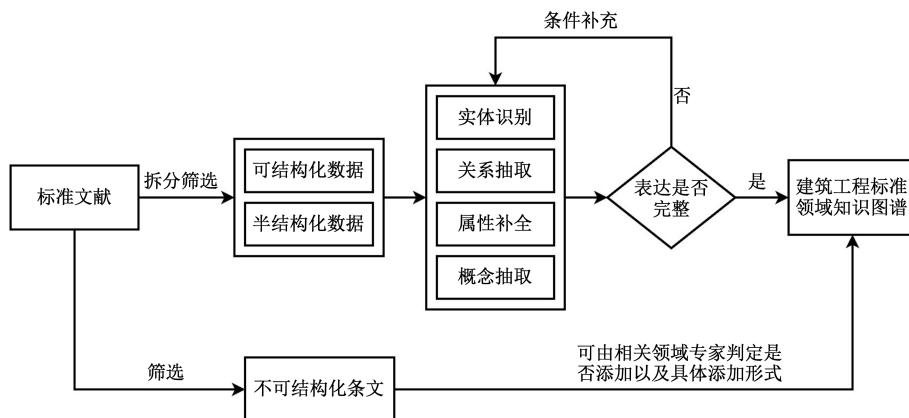 条件补充
否
实体识别
关系抽取
属性补全
概念抽取
标准文献
拆分筛选
可结构化数据
半结构化数据
表达是否
完整
是
建筑工程标准
领域知识图谱
筛选
不可结构化条文
可由相关领域专家判定是
否添加以及具体添加形式